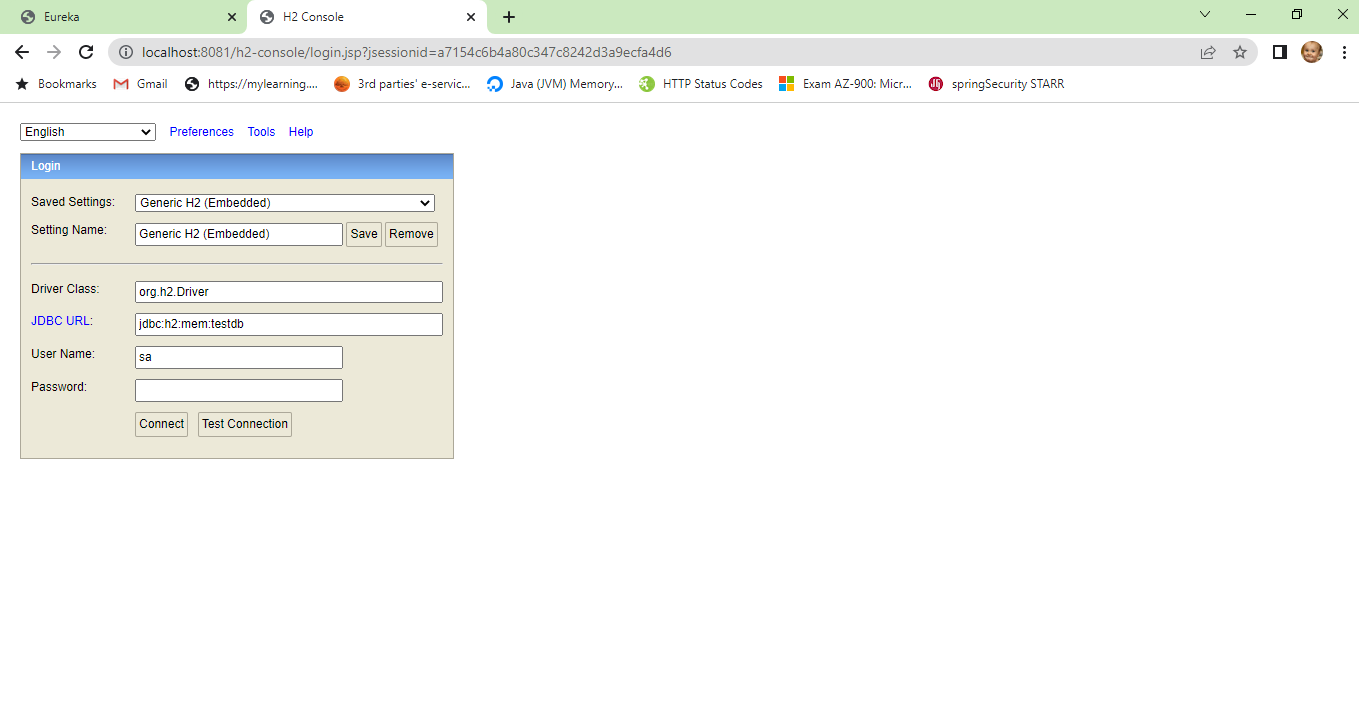 Eureka
H2 Console
localhost:8081/h2-console/login.jsp?jsessionid=a7154c6b4a80c347c8242d3a9ecfa4d6
Bookmarks Gmail https://mylearning.... 3rd parties' e-servic... Java (JVM) Memory... HTTP Status Codes Exam AZ-900: Micr... springSecurity STARR
English Preferences Tools Help
Login
Saved Settings: Generic H2 (Embedded)
Setting Name: Generic H2 (Embedded) Save Remove
Driver Class: org.h2.Driver
JDBC URL: jdbc:h2:mem:testdb
User Name: sa
Password:
Connect Test Connection